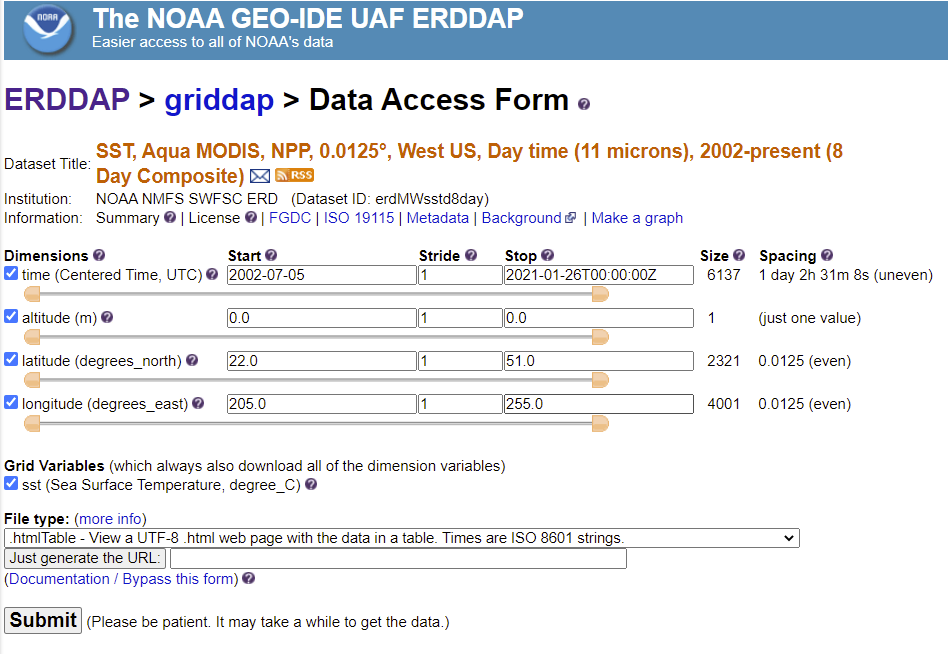 NOAA
The NOAA GEO-IDE UAF ERDDAP
Easier access to all of NOAA's data
ERDDAP > griddap > Data Access Form ?
Dataset Title: SST, Aqua MODIS, NPP, 0.0125°, West US, Day time (11 microns), 2002-present (8
Day Composite) RSS
Institution: NOAA NMFS SWFSC ERD (Dataset ID: erdMWsstd8day)
Information: Summary ? | License ? | FGDC | ISO 19115 | Metadata | Background | Make a graph
Dimensions ? Start ? Stride ? Stop ? Size ? Spacing ?
time (Centered Time, UTC) ? 2002-07-05 1 2021-01-26T00:00:00Z 6137 1 day 2h 31m 8s (uneven)
altitude (m) ? 0.0 1 0.0 1 (just one value)
latitude (degrees_north) ? 22.0 1 51.0 2321 0.0125 (even)
longitude (degrees_east) ? 205.0 1 255.0 4001 0.0125 (even)
Grid Variables (which always also download all of the dimension variables)
sst (Sea Surface Temperature, degree_C) ?
File type: (more info)
.htmlTable - View a UTF-8 .html web page with the data in a table. Times are ISO 8601 strings.
Just generate the URL:
(Documentation / Bypass this form) ?
Submit (Please be patient. It may take a while to get the data.)